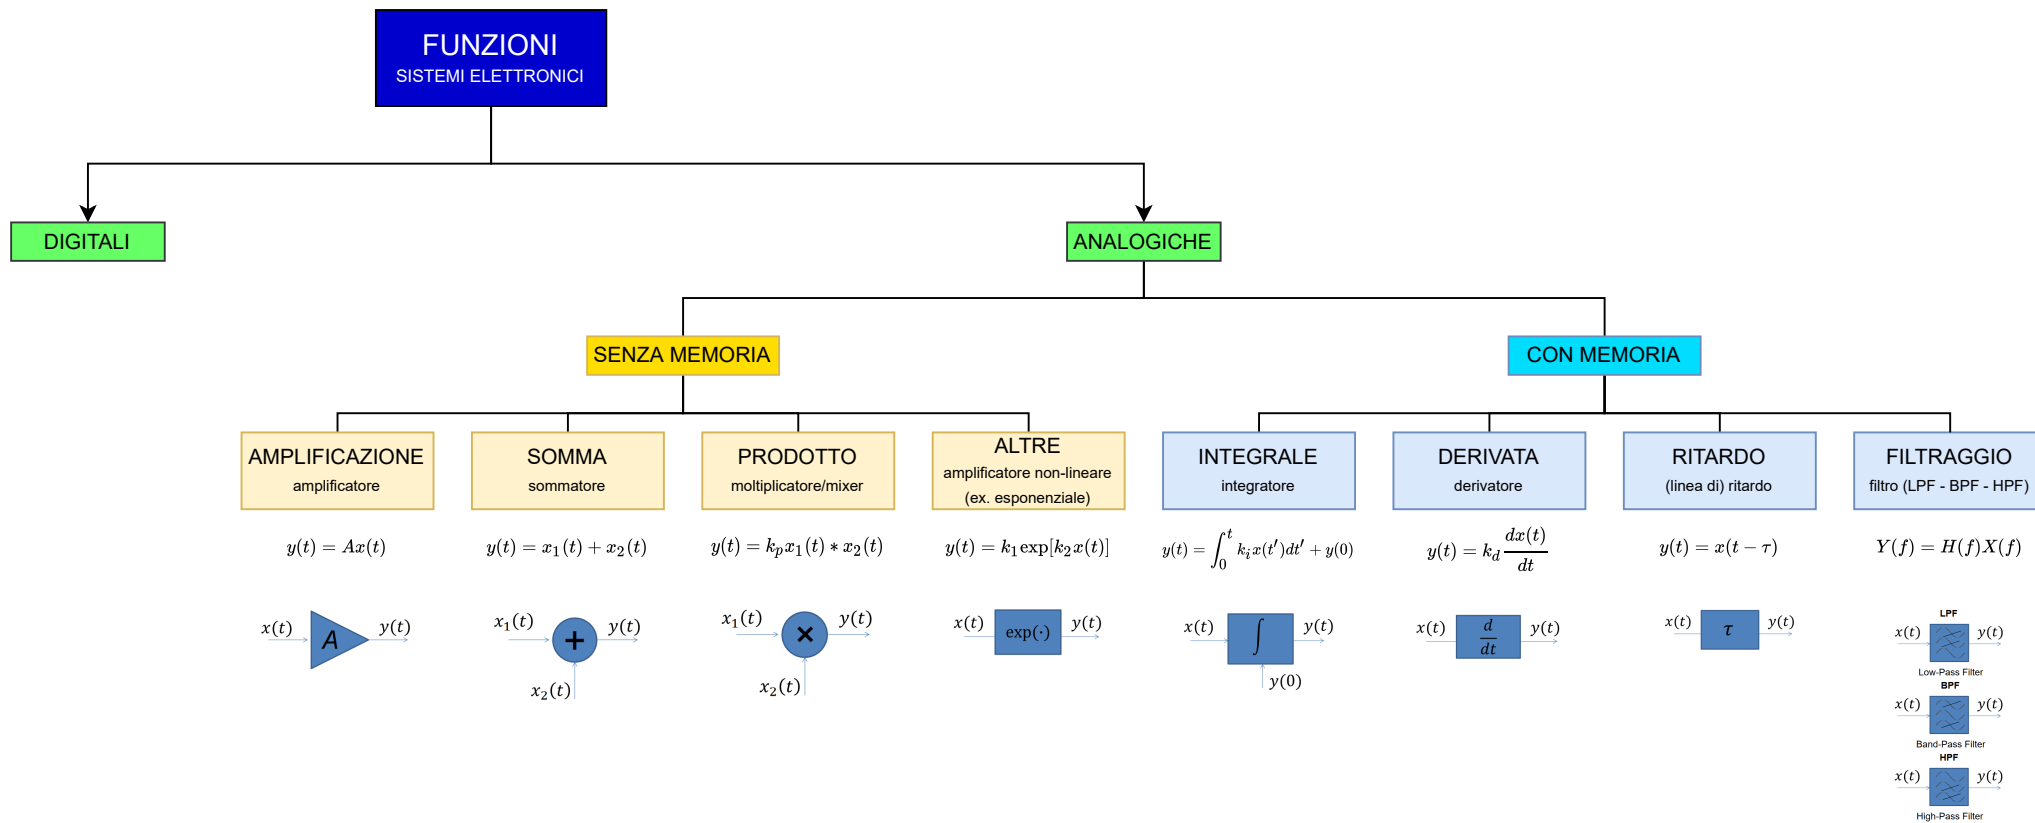 FUNZIONI
SISTEMI ELETTRONICI
DIGITALI
ANALOGICHE
SENZA MEMORIA
CON MEMORIA
AMPLIFICAZIONE
amplificatore
SOMMA
sommatore
PRODOTTO
moltiplicatore/mixer
ALTRE
amplificatore non-lineare
(ex. esponenziale)
INTEGRALE
integratore
DERIVATA
derivatore
RITARDO
(linea di) ritardo
FILTRAGGIO
filtro (LPF - BPF - HPF)
y(t) = Ax(t)
y(t) = x₁(t) + x₂(t)
y(t) = kₚx₁(t) * x₂(t)
y(t) = k₁exp[k₂x(t)]
y(t) = ∫₀ᵗ kᵢx(t′)dt′ + y(0)
y(t) = k_d dx(t)/dt
y(t) = x(t − τ)
Y(f) = H(f)X(f)
x(t) A y(t)
x₁(t) + y(t)
x₂(t)
x₁(t) × y(t)
x₂(t)
x(t) exp(·) y(t)
x(t) ∫ y(t)
y(0)
x(t) d/dt y(t)
x(t) τ y(t)
LPF
x(t) y(t)
Low-Pass Filter
BPF
x(t) y(t)
Band-Pass Filter
HPF
x(t) y(t)
High-Pass Filter